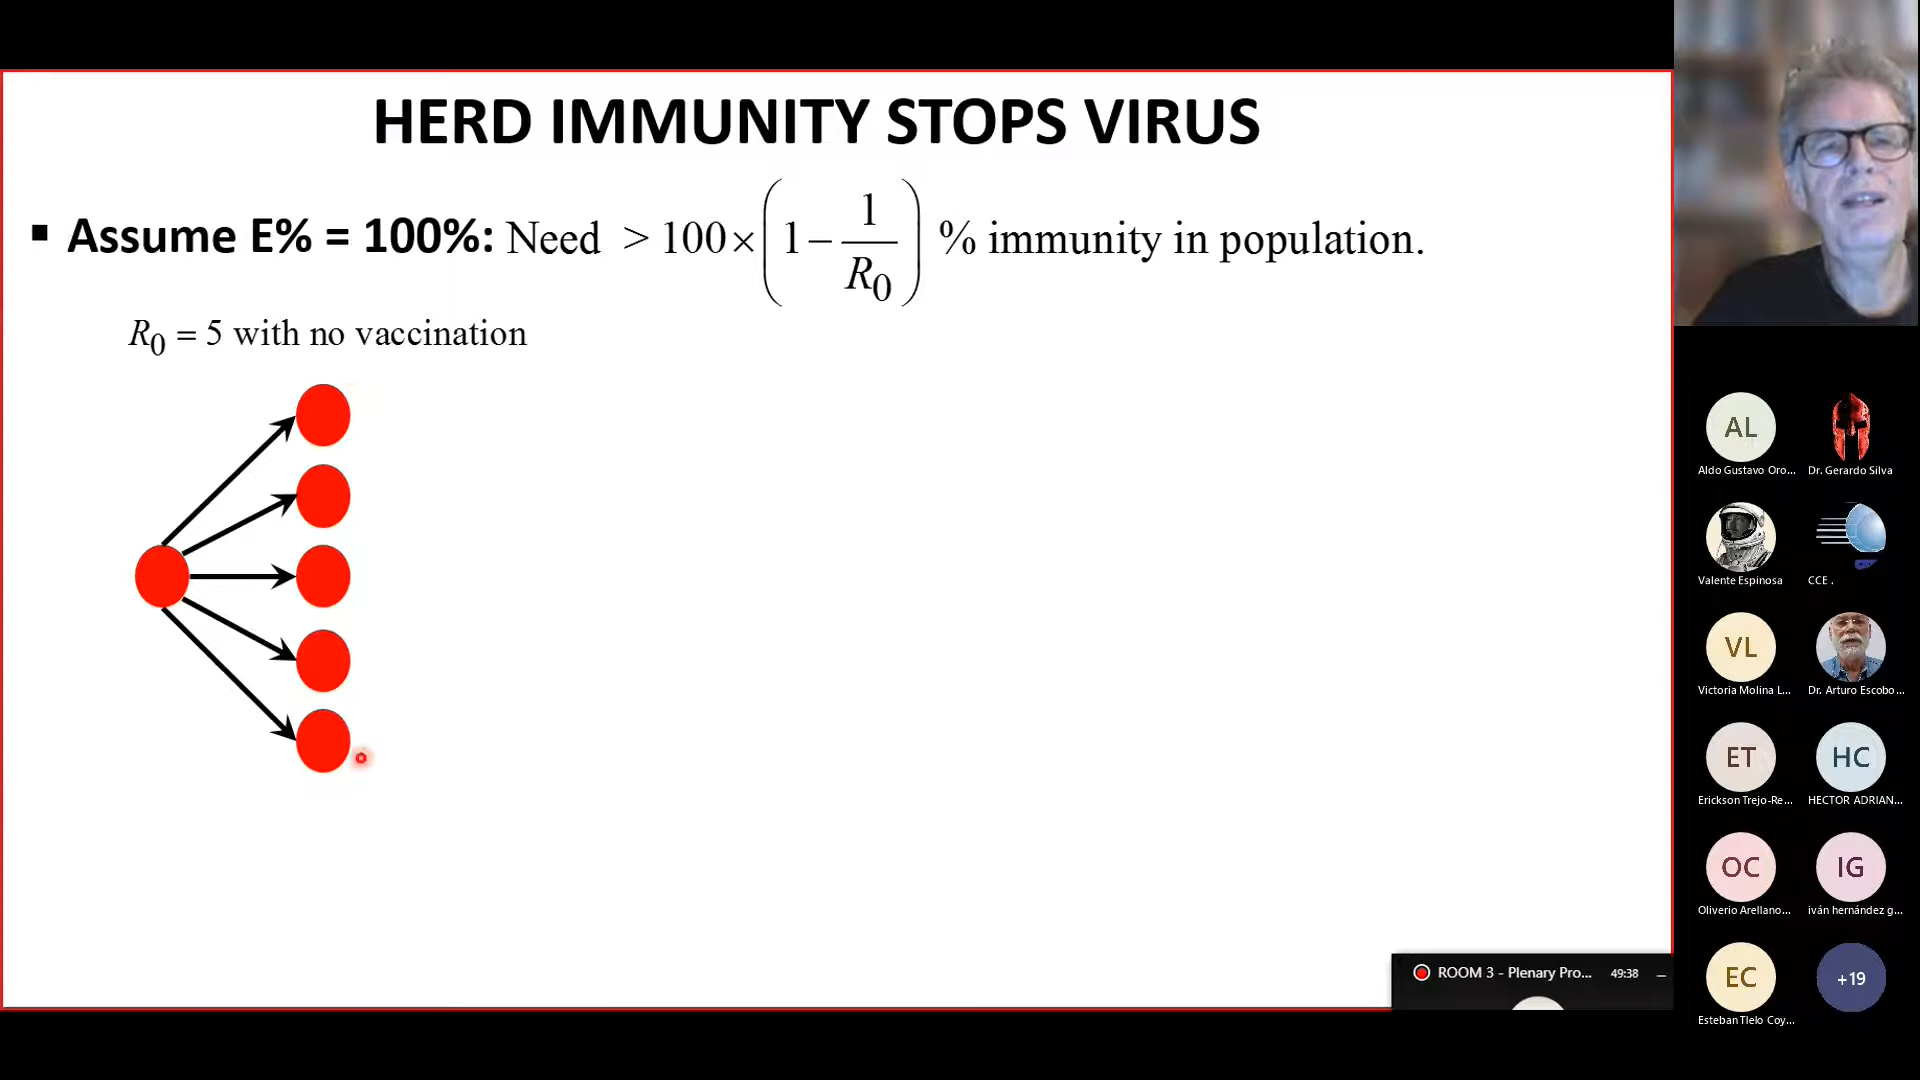 HERD IMMUNITY STOPS VIRUS
▪ Assume E% = 100%: Need > 100×(1−1/R0) % immunity in population.
R0 = 5 with no vaccination
AL
Aldo Gustavo Oro...
Dr. Gerardo Silva
Valente Espinosa
CCE .
VL
Victoria Molina L...
Dr. Arturo Escobo...
ET
HC
Erickson Trejo-Re...
HECTOR ADRIAN...
OC
IG
Oliverio Arellano...
iván hernández g...
EC
+19
Esteban Tlelo Coy...
ROOM 3 - Plenary Pro... 49:38